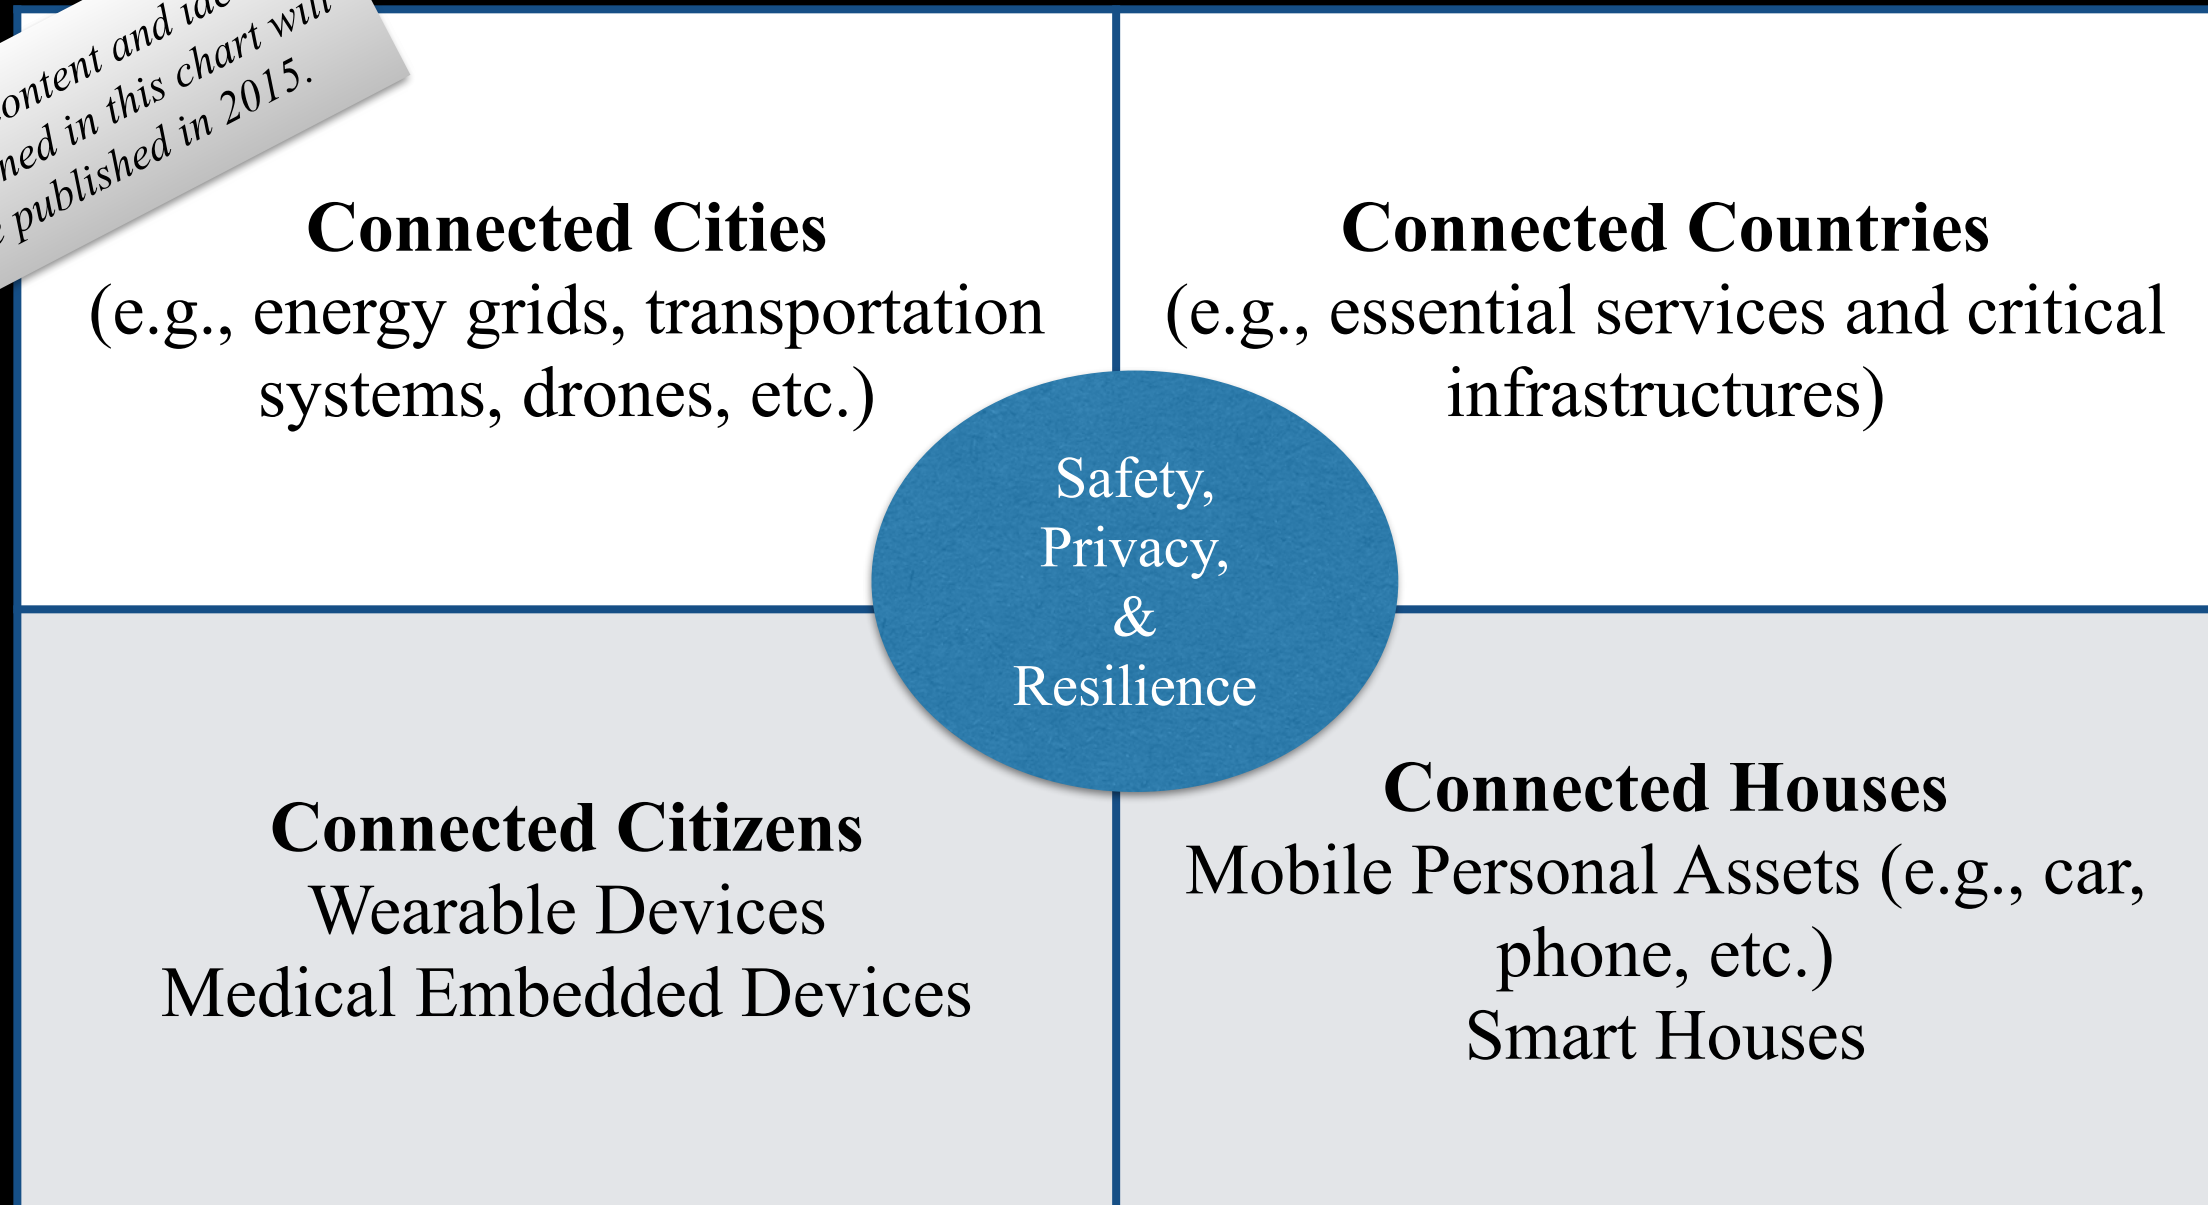 and
in this chart will
published in 2015.
Connected Cities
(e.g., energy grids, transportation
systems, drones, etc.)
Connected Countries
(e.g., essential services and critical
infrastructures)
Safety,
Privacy,
&
Resilience
Connected Citizens
Wearable Devices
Medical Embedded Devices
Connected Houses
Mobile Personal Assets (e.g., car,
phone, etc.)
Smart Houses